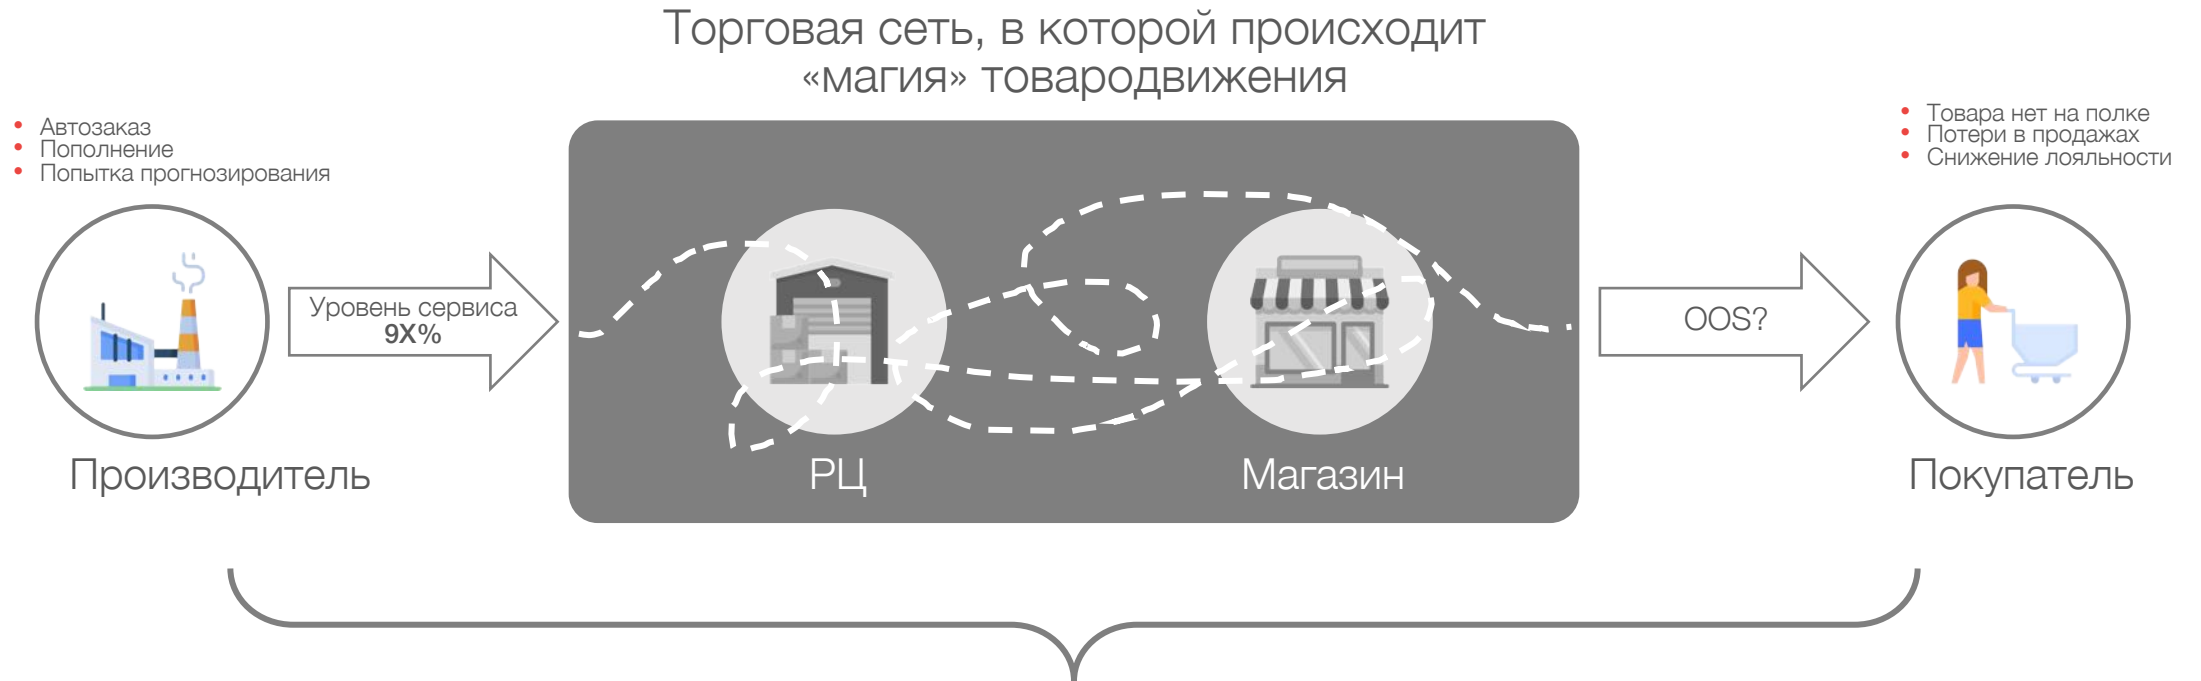 Торговая сеть, в которой происходит
«магия» товародвижения
• Автозаказ
• Пополнение
• Попытка прогнозирования
• Товара нет на полке
• Потери в продажах
• Снижение лояльности
Уровень сервиса
9X%
OOS?
Производитель
РЦ
Магазин
Покупатель